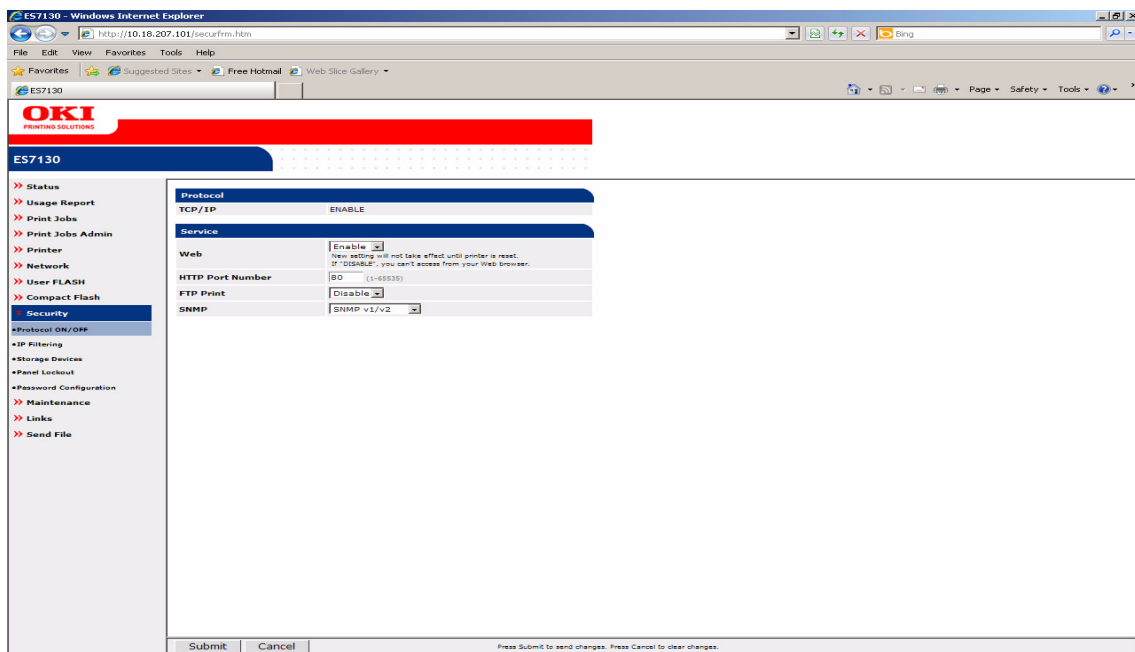 ES7130 - Windows Internet Explorer
http://10.18.207.101/securfrm.htm
Bing
File Edit View Favorites Tools Help
Favorites Suggested Sites Free Hotmail Web Slice Gallery
ES7130
Page Safety Tools
OKI
PRINTING SOLUTIONS
ES7130
Status
Usage Report
Print Jobs
Print Jobs Admin
Printer
Network
User FLASH
Compact Flash
Security
Protocol ON/OFF
IP Filtering
Storage Devices
Panel Lockout
Password Configuration
Maintenance
Links
Send File
Protocol
TCP/IP ENABLE
Service
Web Enable
New setting will not take effect until printer is reset.
If "DISABLE", you can't access from your Web browser.
HTTP Port Number 80 (1-65535)
FTP Print Disable
SNMP SNMP v1/v2
Submit Cancel Press Submit to send changes. Press Cancel to clear changes.